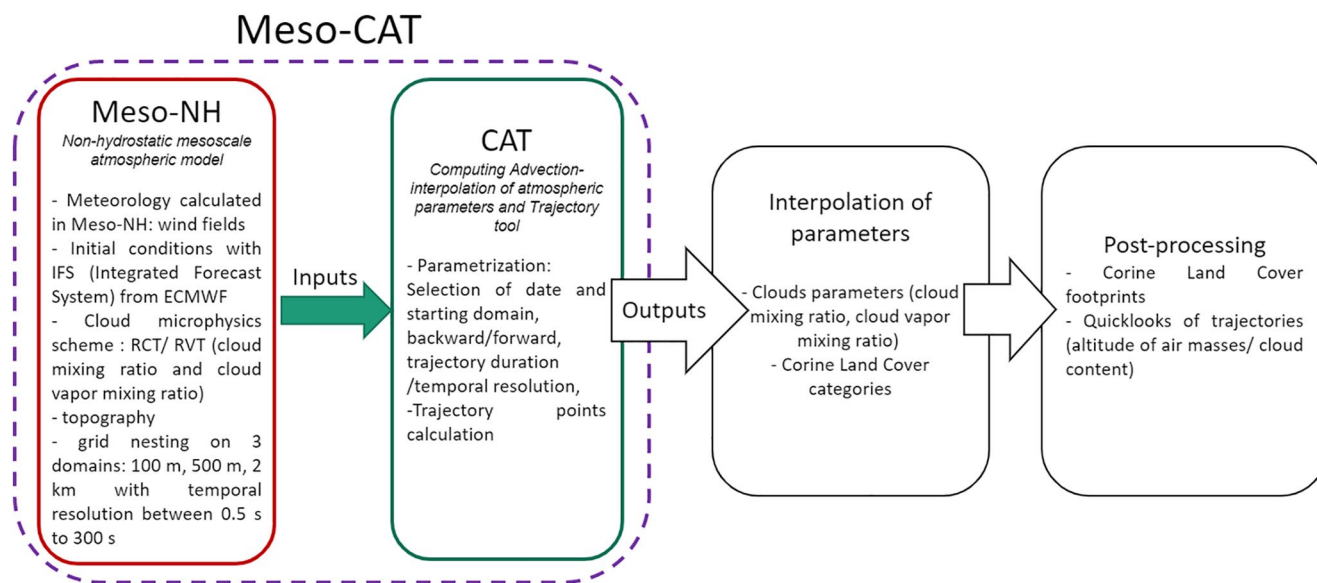 Meso-CAT
Meso-NH
Non-hydrostatic mesoscale
atmospheric model
- Meteorology calculated
in Meso-NH: wind fields
- Initial conditions with
IFS (Integrated Forecast
System) from ECMWF
- Cloud microphysics
scheme : RCT/ RVT (cloud
mixing ratio and cloud
vapor mixing ratio)
- topography
- grid nesting on 3
domains: 100 m, 500 m, 2
km with temporal
resolution between 0.5 s
to 300 s
Inputs
CAT
Computing Advection-
interpolation of atmospheric
parameters and Trajectory
tool
- Parametrization:
Selection of date and
starting domain,
backward/forward,
trajectory duration
/temporal resolution,
-Trajectory points
calculation
Outputs
Interpolation of
parameters
- Clouds parameters (cloud
mixing ratio, cloud vapor
mixing ratio)
- Corine Land Cover
categories
Post-processing
- Corine Land Cover
footprints
- Quicklooks of trajectories
(altitude of air masses/ cloud
content)